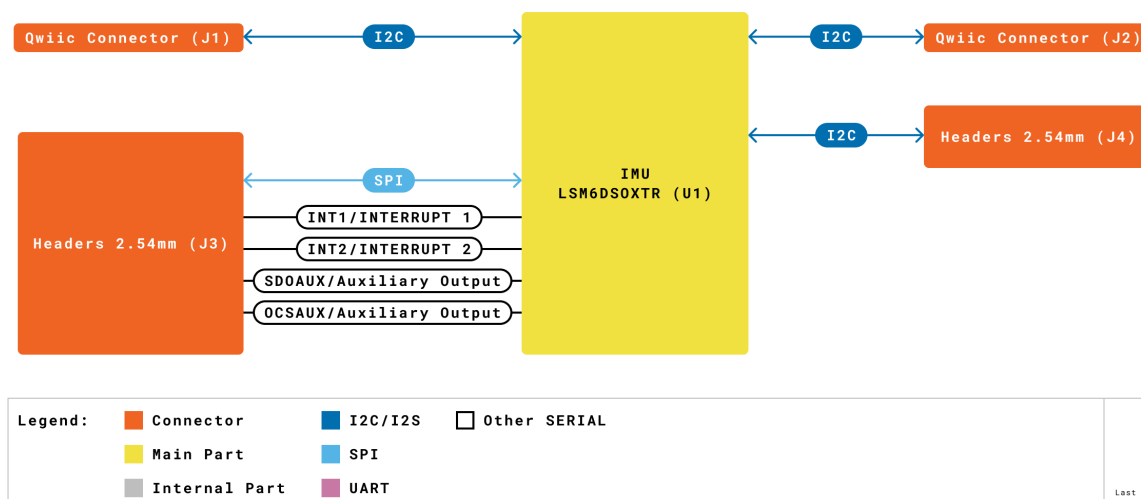 Qwiic Connector (J1)
I2C
I2C
Qwiic Connector (J2)
I2C
Headers 2.54mm (J4)
IMU
LSM6DSOXTR (U1)
SPI
Headers 2.54mm (J3)
INT1/INTERRUPT 1
INT2/INTERRUPT 2
SDOAUX/Auxiliary Output
OCSAUX/Auxiliary Output
Legend:
Connector
I2C/I2S
Other SERIAL
Main Part
SPI
Internal Part
UART
Last